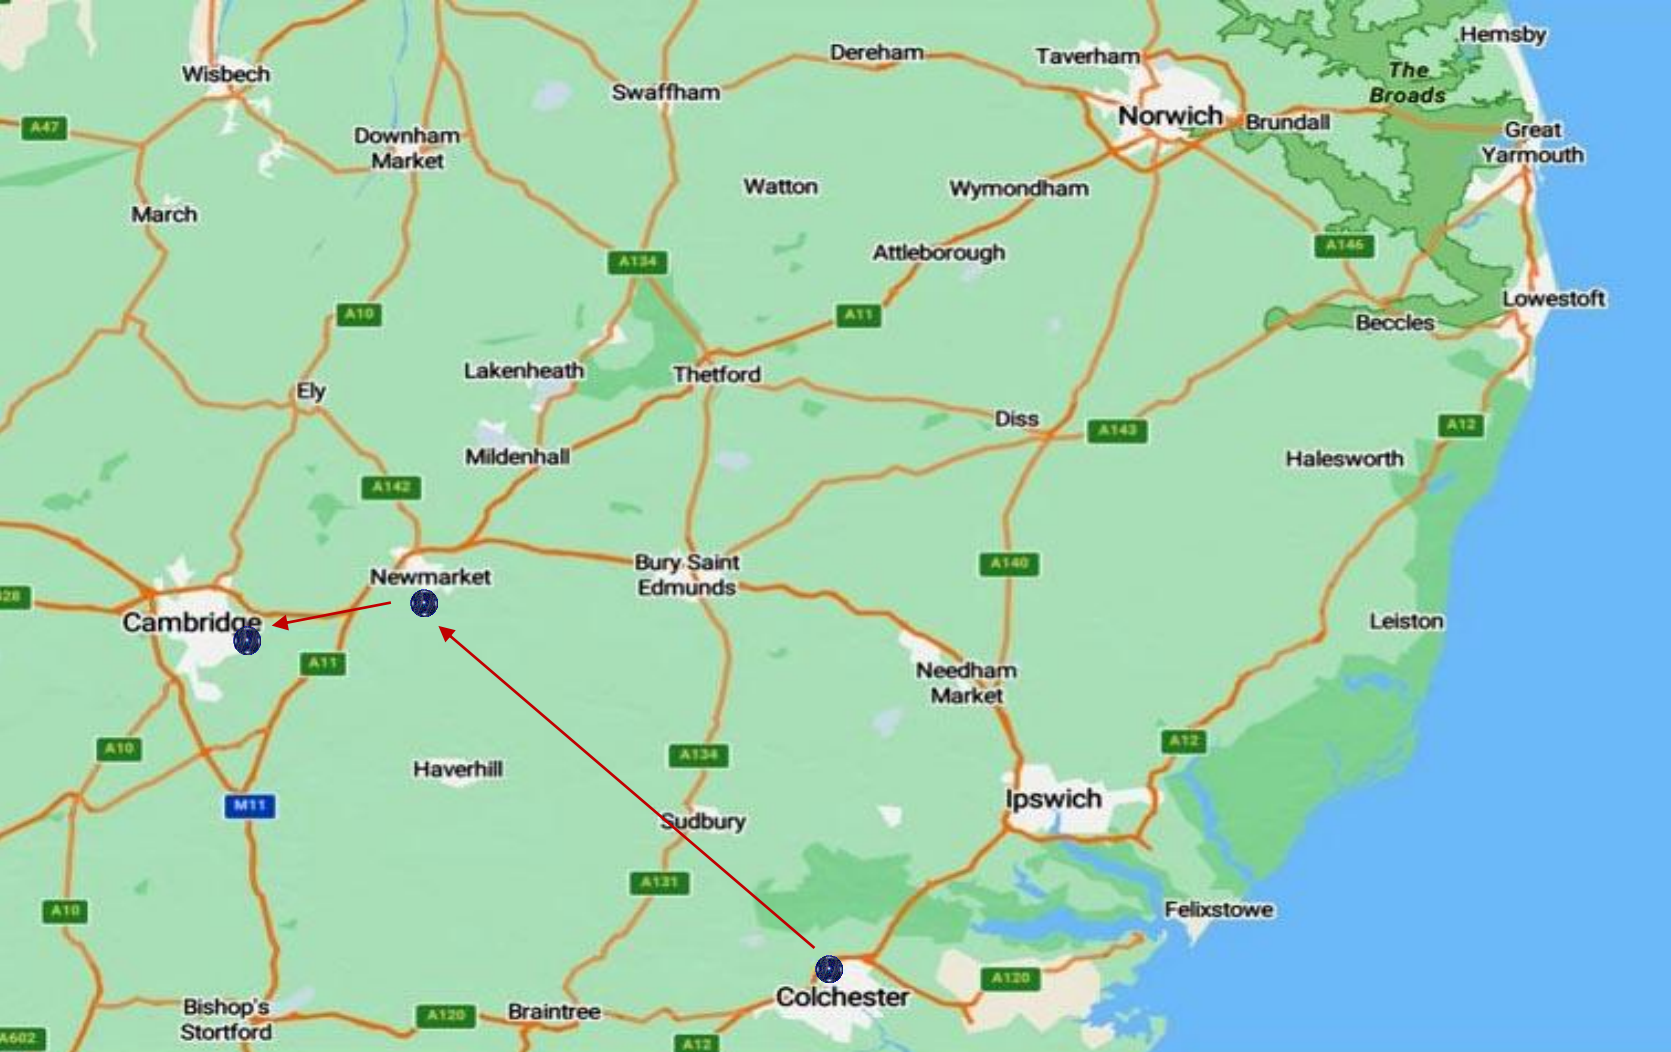 Hemsby
Dereham
Taverham
The
Broads
Wisbech
Swaffham
Norwich
Brundall
A47
Downham
Market
Great
Yarmouth
Watton
Wymondham
March
A146
Attleborough
A134
A10
A11
Lowestoft
Beccles
Lakenheath
Thetford
Ely
Diss
A143
A12
Mildenhall
Halesworth
A142
Bury Saint
Edmunds
A140
Newmarket
28
Cambridge
Leiston
A11
Needham
Market
A10
A134
A12
Haverhill
M11
Ipswich
Sudbury
A131
A10
Felixstowe
A120
Colchester
Bishop's
Stortford
A120
Braintree
A602
A12